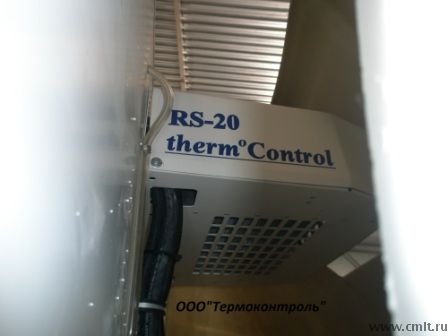 RS-20
therm°Control
ООО"Термоконтроль"
www.cmlt.ru